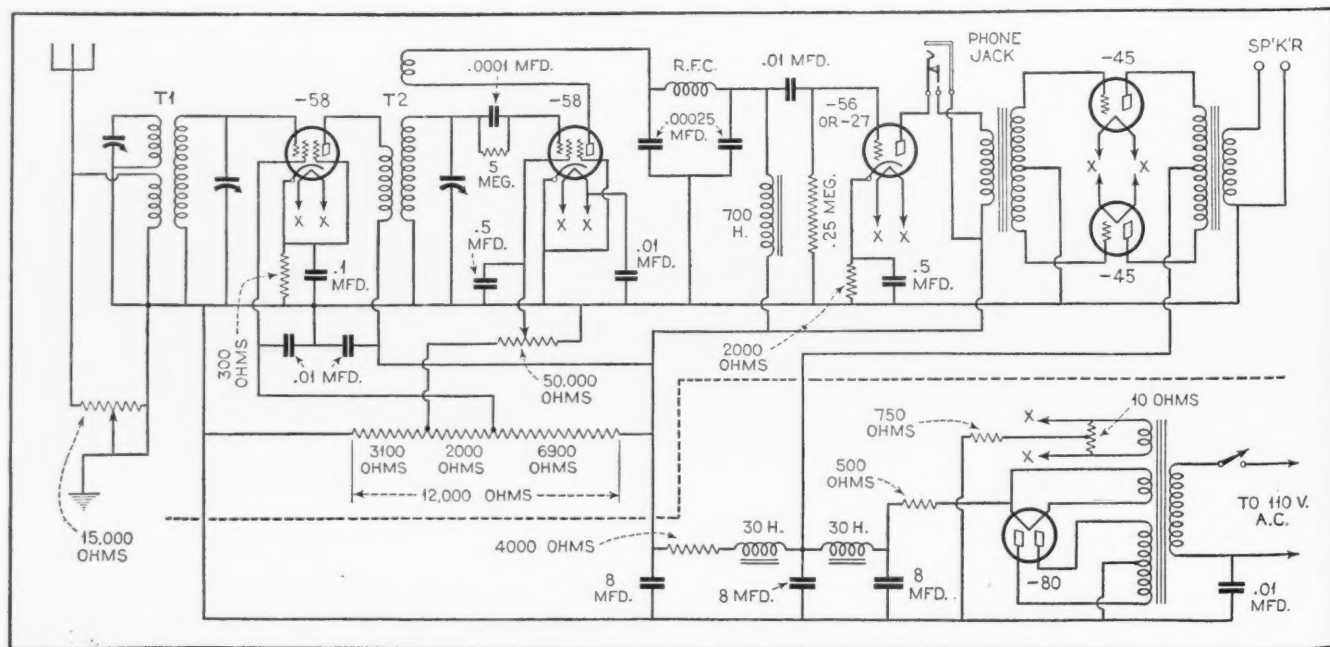 T1
-58
T2
.0001 MFD.
-58
5
MEG.
R.F.C.
.00025
MFD.
.01 MFD.
-56
OR-27
PHONE
JACK
-45
SP'K'R
X X
X X
X X
X X
X X
-45
700
H.
.25 MEG.
.1
MFD.
.5
MFD.
.01
MFD.
.5
MFD.
300
OHMS
.01 MFD.
50,000
OHMS
2000
OHMS
3100
OHMS
2000
OHMS
6900
OHMS
12,000 OHMS
15,000
OHMS
750
OHMS
X
X
10 OHMS
500
OHMS
4000 OHMS
30 H.
30 H.
-80
TO 110 V.
A.C.
8
MFD.
8 MFD.
8
MFD.
.01
MFD.